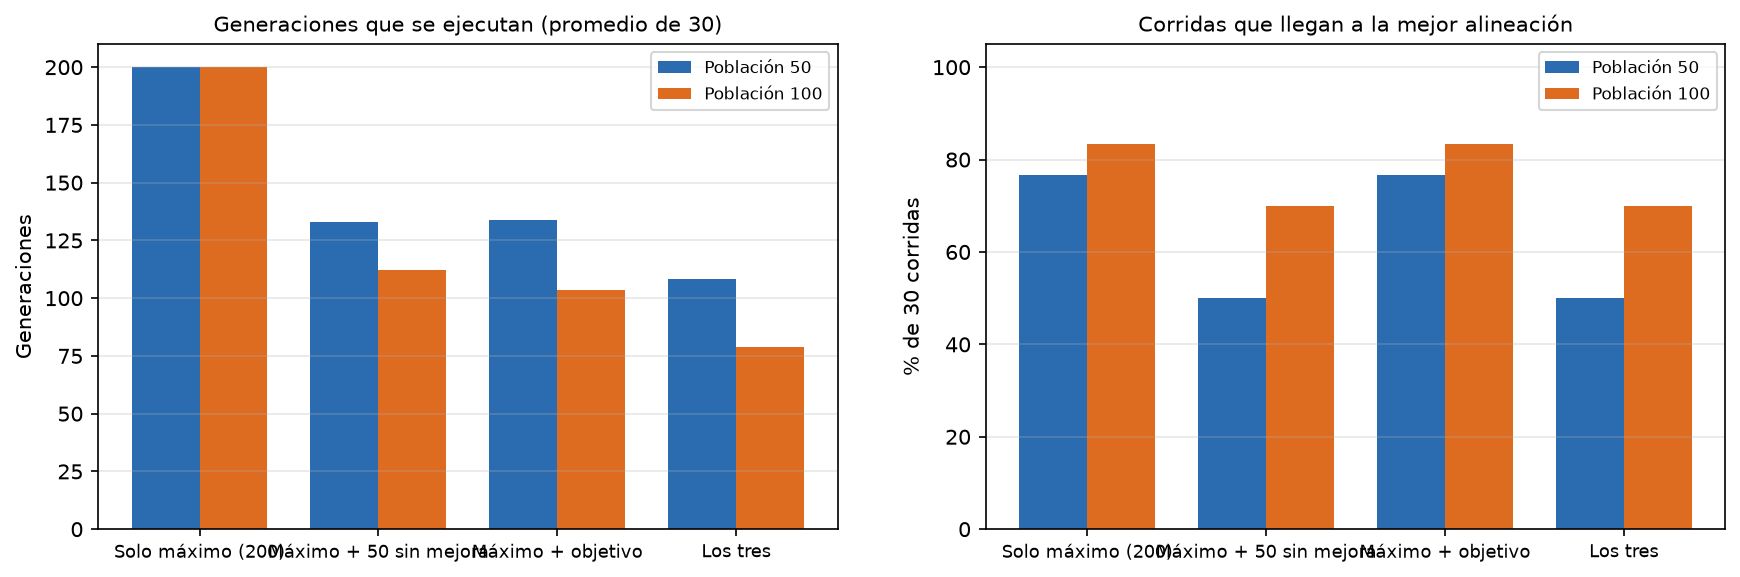 Generaciones que se ejecutan (promedio de 30)
Generaciones
200
175
150
125
100
75
50
25
0
Población 50
Población 100
Solo máximo (200)
Máximo + 50 sin mejora
Máximo + objetivo
Los tres
Corridas que llegan a la mejor alineación
% de 30 corridas
100
80
60
40
20
0
Población 50
Población 100
Solo máximo (200)
Máximo + 50 sin mejora
Máximo + objetivo
Los tres